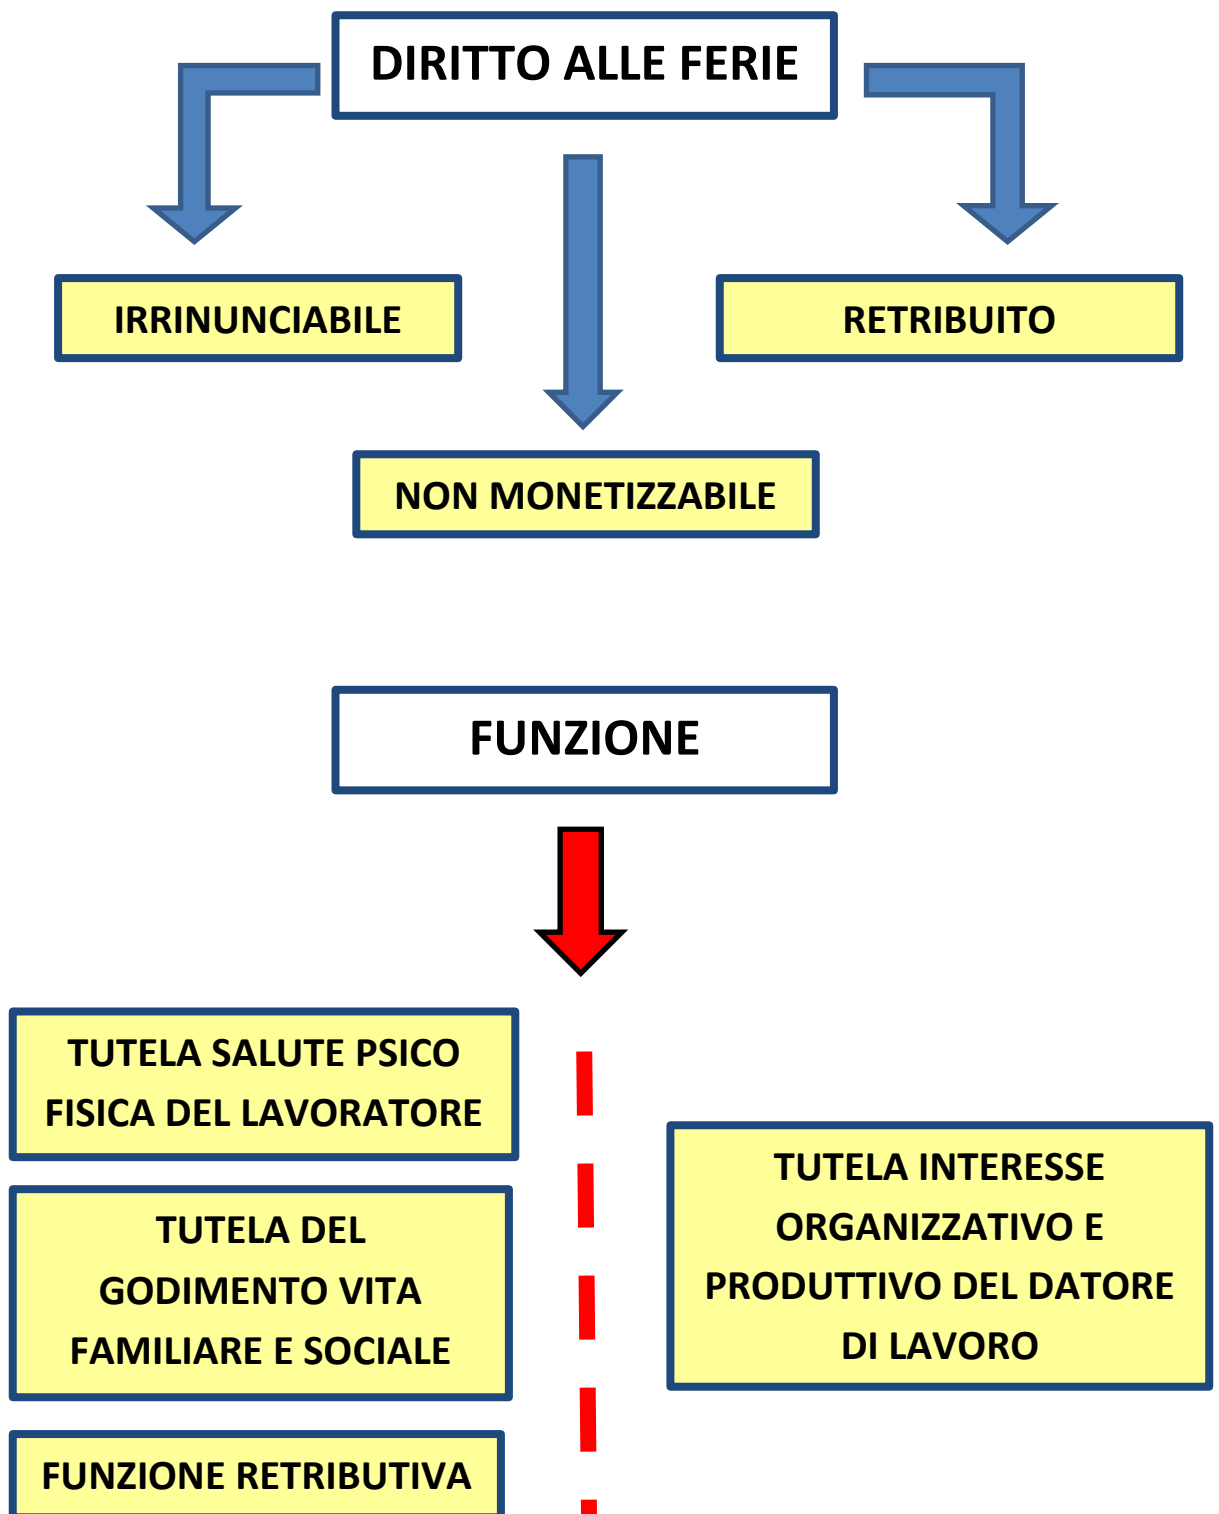 DIRITTO ALLE FERIE
IRRINUNCIABILE
RETRIBUITO
NON MONETIZZABILE
FUNZIONE
TUTELA SALUTE PSICO
FISICA DEL LAVORATORE
TUTELA DEL
GODIMENTO VITA
FAMILIARE E SOCIALE
FUNZIONE RETRIBUTIVA
TUTELA INTERESSE
ORGANIZZATIVO E
PRODUTTIVO DEL DATORE
DI LAVORO